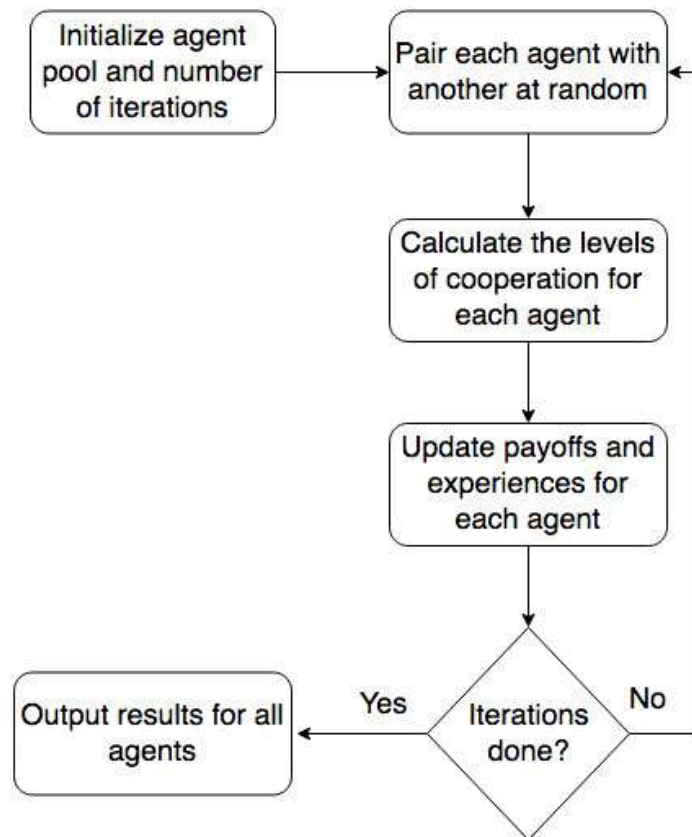 Initialize agent
pool and number
of iterations
Pair each agent with
another at random
Calculate the levels
of cooperation for
each agent
Update payoffs and
experiences for
each agent
Iterations
done?
Yes
No
Output results for all
agents